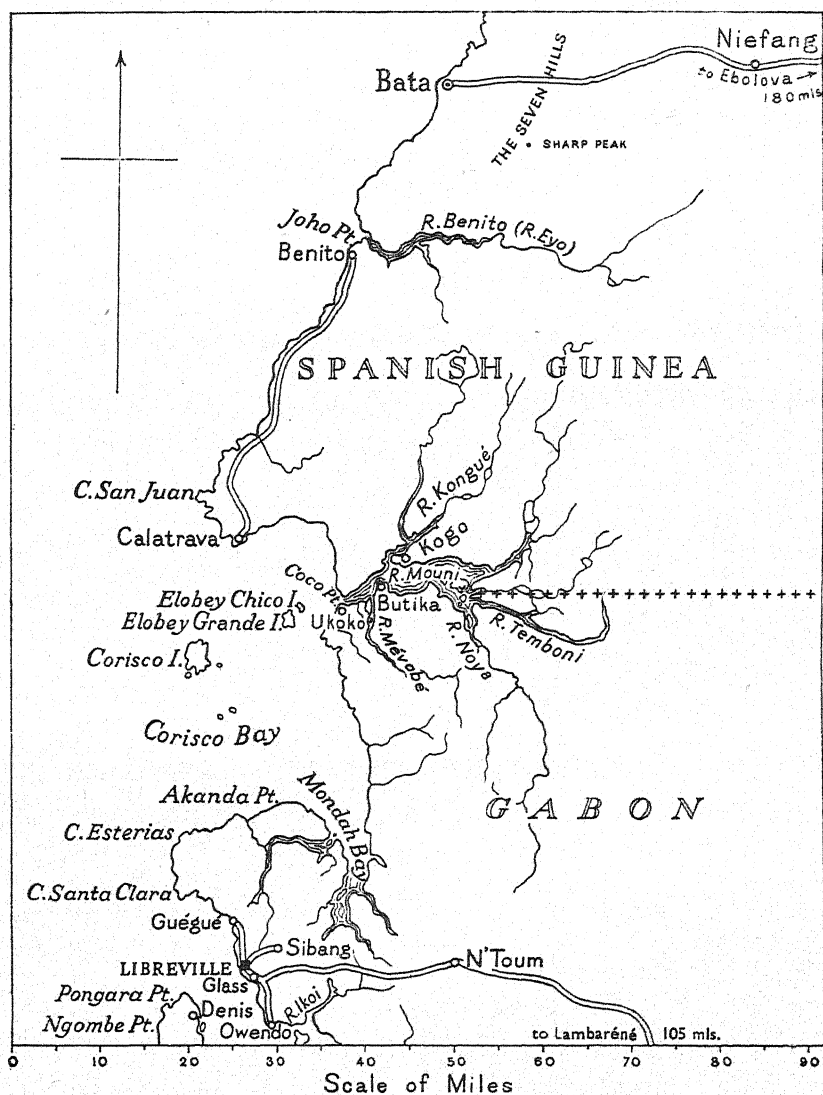 Niefang
to Ebolova →
180 mls.
Bata
THE SEVEN HILLS
• SHARP PEAK
Joho Pt.
R. Benito (R. Eyo)
Benito
SPANISH GUINEA
C. San Juan
R. Kongué
Calatrava
Kogo
R. Mouni
Coco Pt.
Elobey Chico I.
Butika
Elobey Grande I.
Ukoko
R. Temboni
R. Noya
R. Mévobé
Corisco I.
Corisco Bay
Akanda Pt.
Mondah Bay
GABON
C. Esterias
C. Santa Clara
Guégué
Sibang
LIBREVILLE
N'Toum
Glass
Pongara Pt.
Denis
R. Ikoi
Ngombe Pt.
Owendo
to Lambaréné 105 mls.
0 10 20 30 40 50 60 70 80 90
Scale of Miles